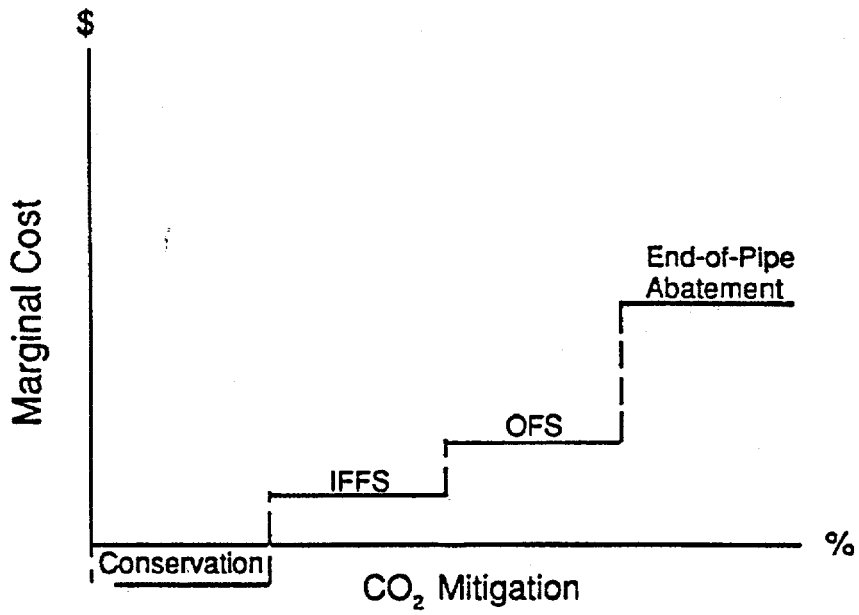 $
Marginal Cost
End-of-Pipe
Abatement
OFS
IFFS
%
Conservation
CO₂ Mitigation